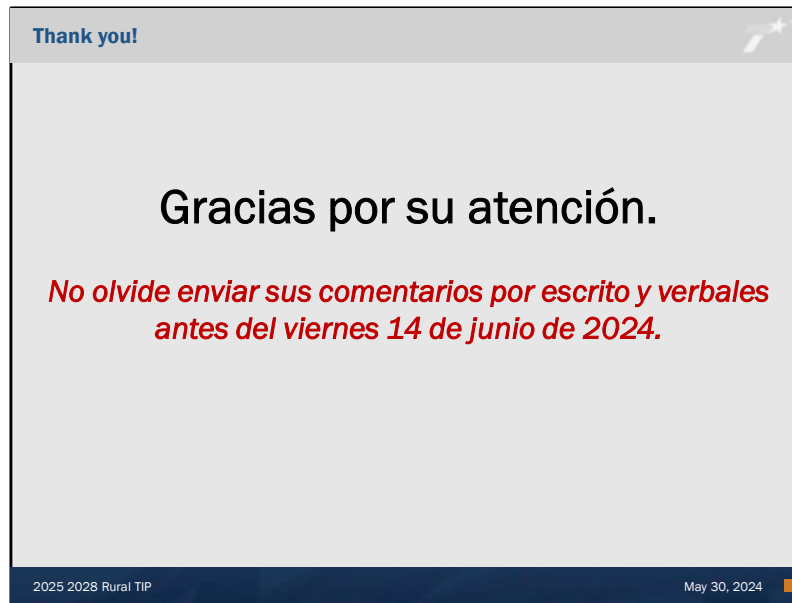 Thank you!
Gracias por su atención.
No olvide enviar sus comentarios por escrito y verbales
antes del viernes 14 de junio de 2024.
2025 2028 Rural TIP
May 30, 2024